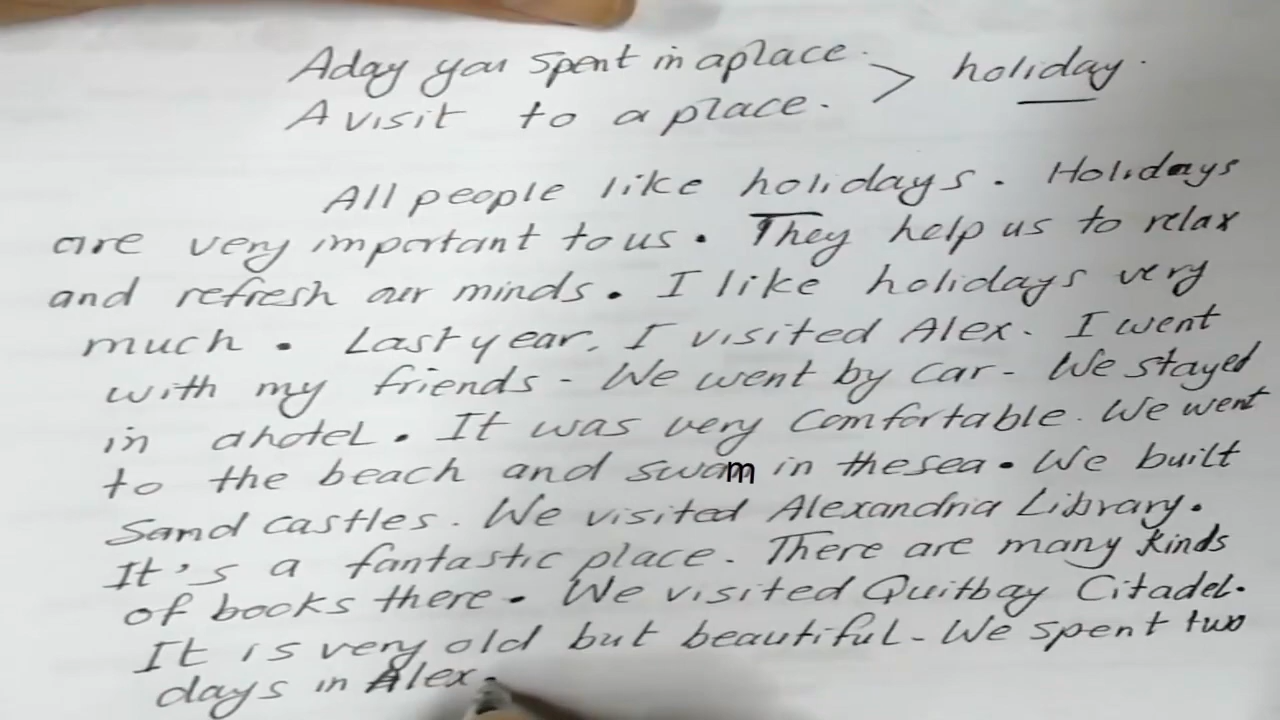 A day you spent in a place. > holiday.
A visit to a place.
All people like holidays. Holidays
are very important to us. They help us to relax
and refresh our minds. I like holidays very
much. Last year, I visited Alex. I went
with my friends. We went by car. We stayed
in a hotel. It was very comfortable. We went
to the beach and swam in the sea. We built
Sand castles. We visited Alexandria Library.
It's a fantastic place. There are many kinds
of books there. We visited Quitbay Citadel.
It is very old but beautiful. We spent two
days in Alex.